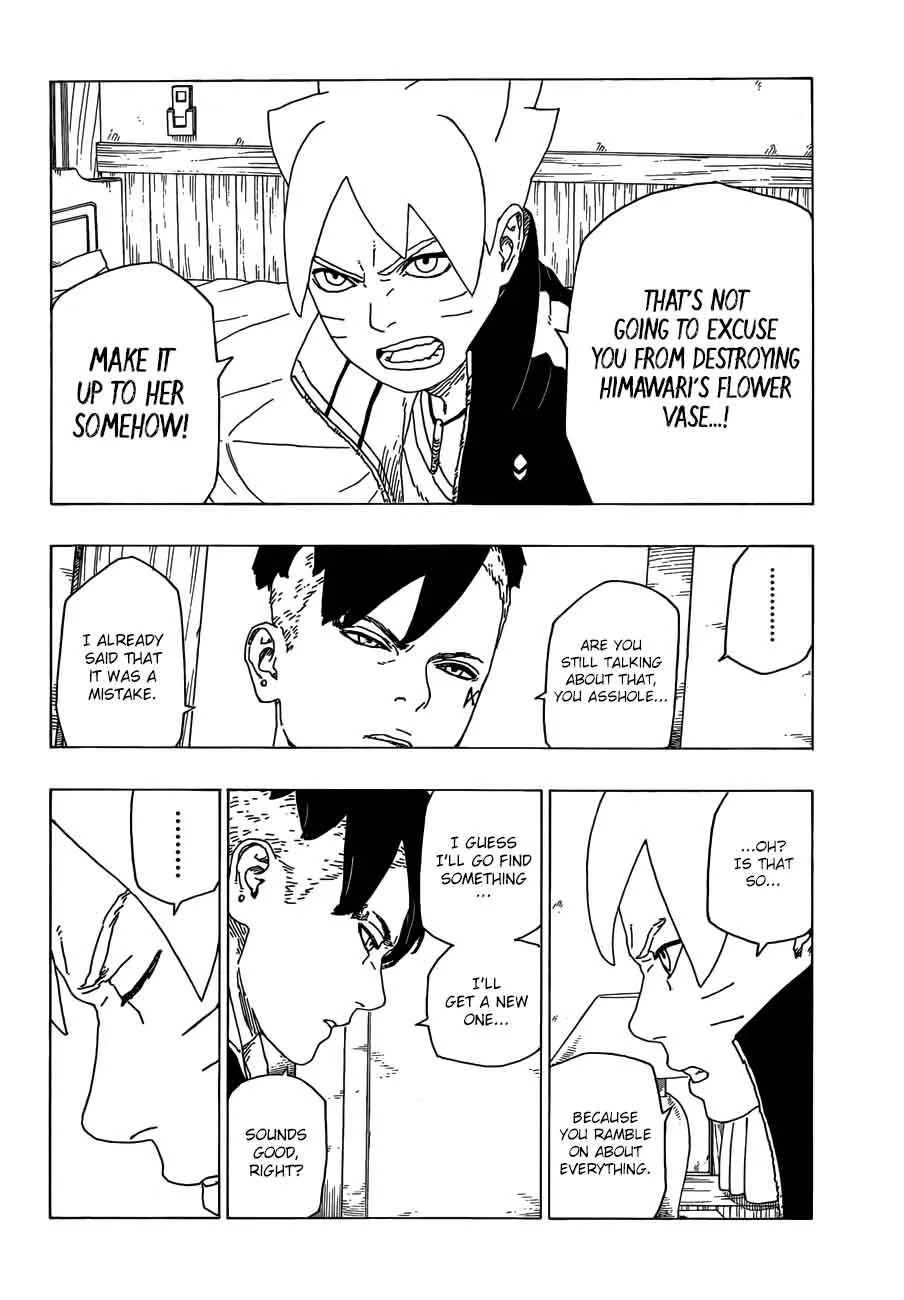 THAT'S NOT
GOING TO EXCUSE
YOU FROM DESTROYING
HIMAWARI'S FLOWER
VASE...!
MAKE IT
UP TO HER
SOMEHOW!
.........
ARE YOU
STILL TALKING
ABOUT THAT,
YOU ASSHOLE...
I ALREADY
SAID THAT
IT WAS A
MISTAKE.
...OH?
IS THAT
SO...
BECAUSE
YOU RAMBLE
ON ABOUT
EVERYTHING.
I GUESS
I'LL GO FIND
SOMETHING
...
I'LL
GET A NEW
ONE...
SOUNDS
GOOD,
RIGHT?
.........